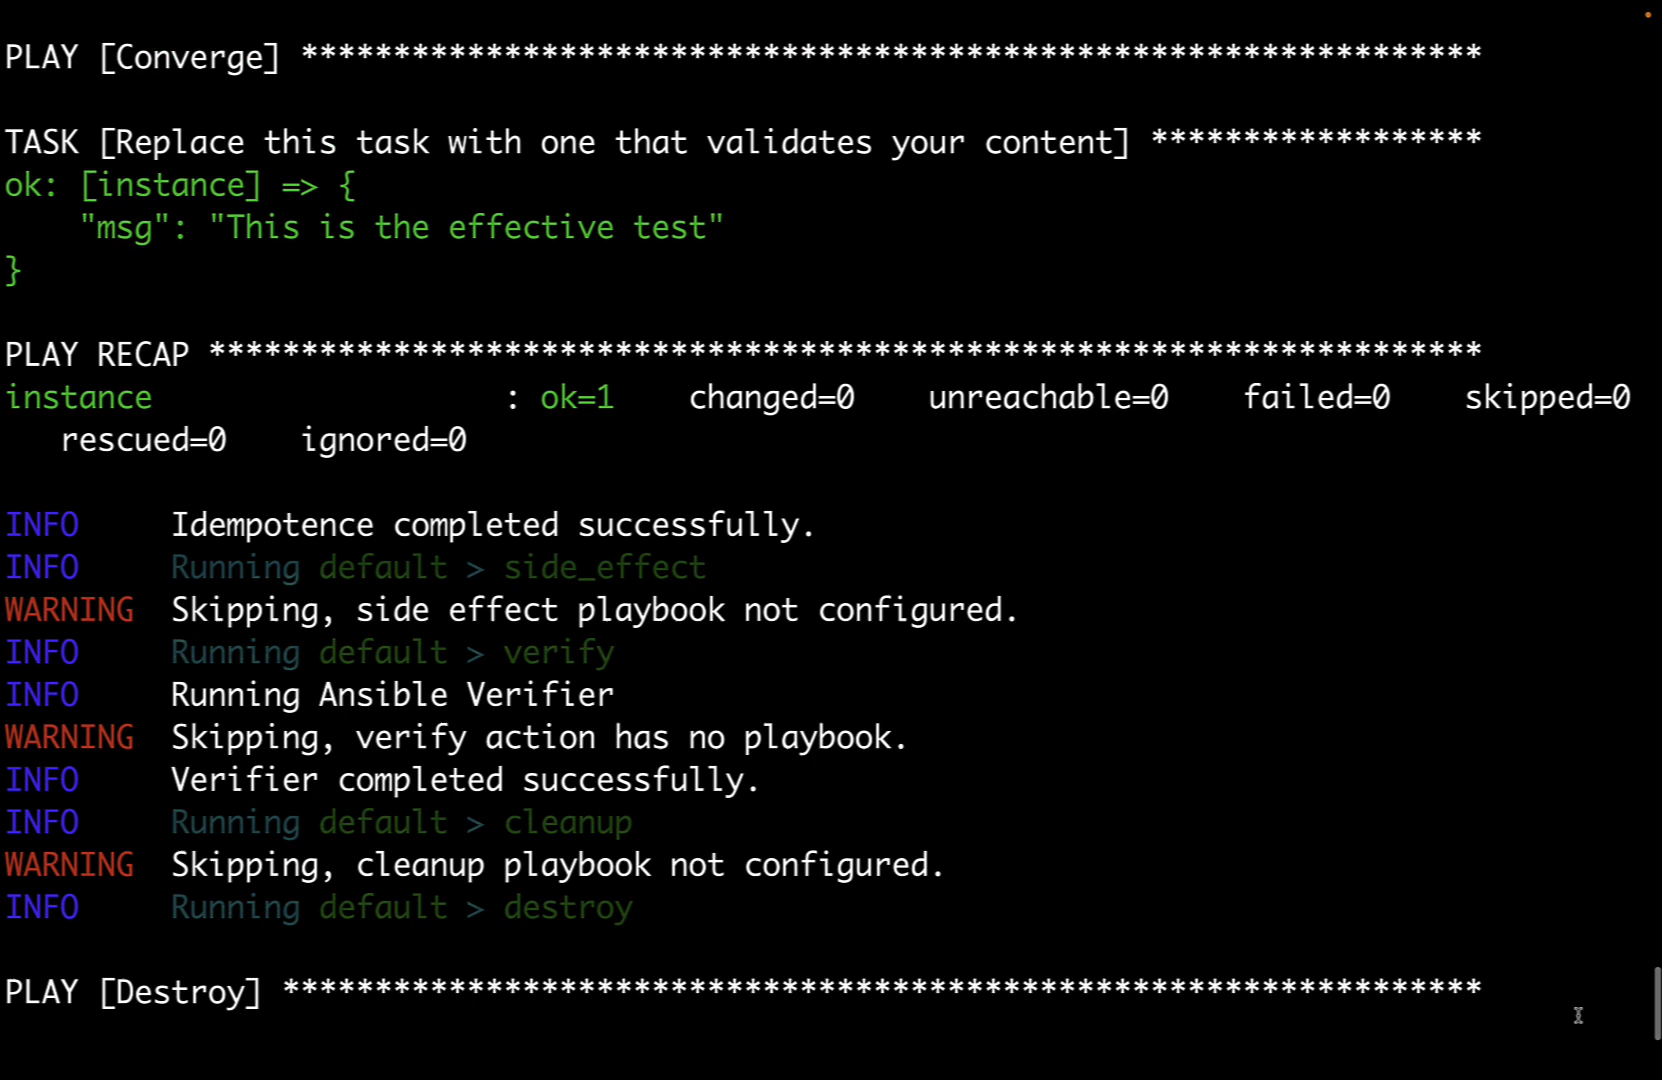 PLAY [Converge] ****************************************************************

TASK [Replace this task with one that validates your content] ******************
ok: [instance] => {
    "msg": "This is the effective test"
}

PLAY RECAP *********************************************************************
instance                   : ok=1    changed=0    unreachable=0    failed=0    skipped=0
   rescued=0    ignored=0

INFO     Idempotence completed successfully.
INFO     Running default > side_effect
WARNING  Skipping, side effect playbook not configured.
INFO     Running default > verify
INFO     Running Ansible Verifier
WARNING  Skipping, verify action has no playbook.
INFO     Verifier completed successfully.
INFO     Running default > cleanup
WARNING  Skipping, cleanup playbook not configured.
INFO     Running default > destroy

PLAY [Destroy] *****************************************************************